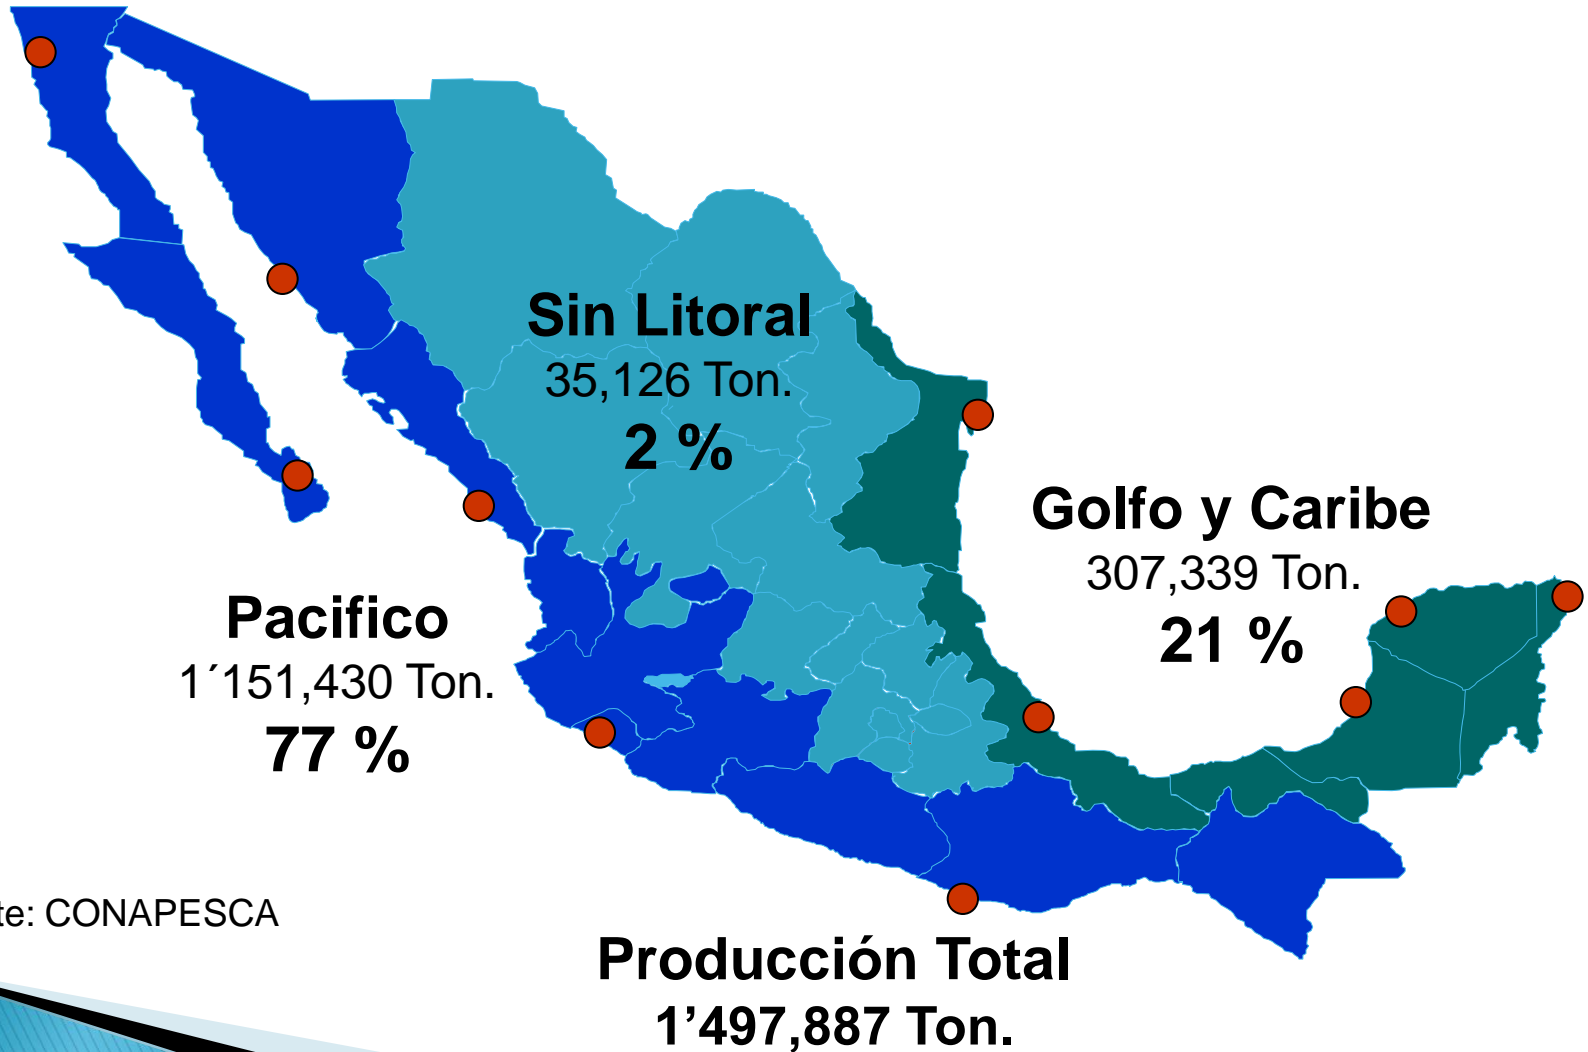 Sin Litoral
35,126 Ton.
2 %
Golfo y Caribe
307,339 Ton.
21 %
Pacifico
1´151,430 Ton.
77 %
te: CONAPESCA
Producción Total
1’497,887 Ton.